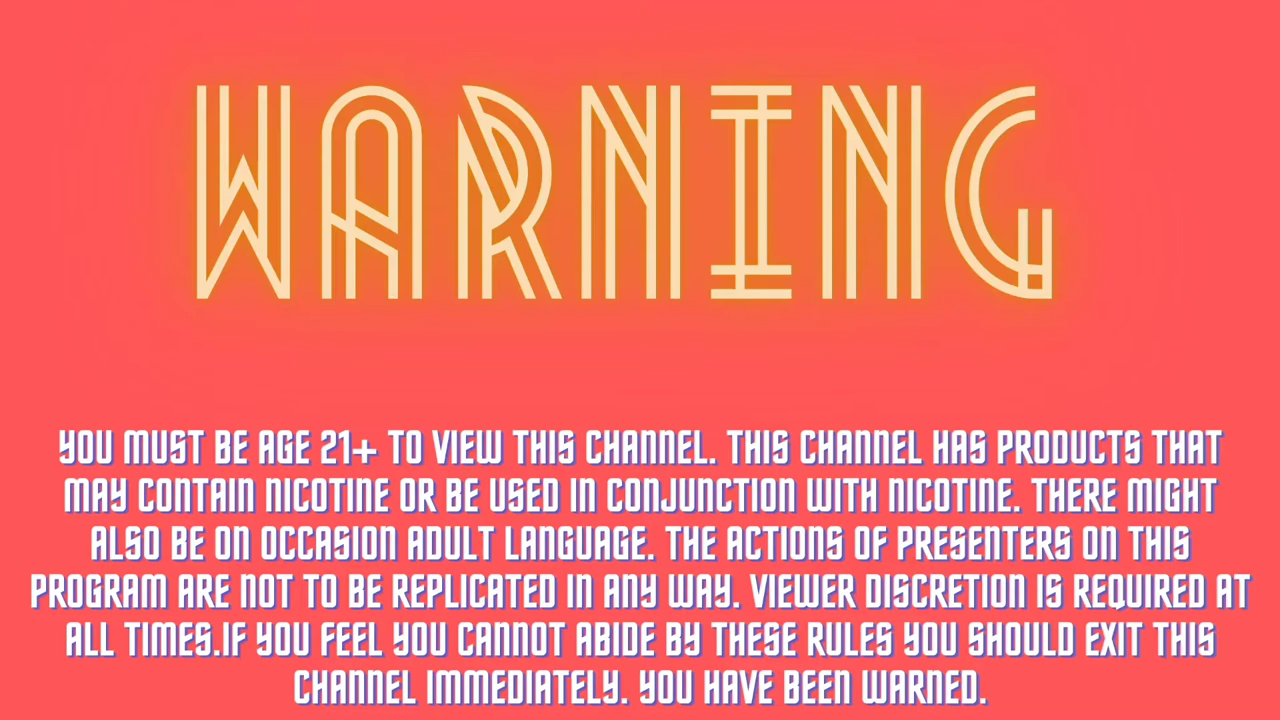 WARNING
YOU MUST BE AGE 21+ TO VIEW THIS CHANNEL. THIS CHANNEL HAS PRODUCTS THAT
MAY CONTAIN NICOTINE OR BE USED IN CONJUNCTION WITH NICOTINE. THERE MIGHT
ALSO BE ON OCCASION ADULT LANGUAGE. THE ACTIONS OF PRESENTERS ON THIS
PROGRAM ARE NOT TO BE REPLICATED IN ANY WAY. VIEWER DISCRETION IS REQUIRED AT
ALL TIMES.IF YOU FEEL YOU CANNOT ABIDE BY THESE RULES YOU SHOULD EXIT THIS
CHANNEL IMMEDIATELY. YOU HAVE BEEN WARNED.